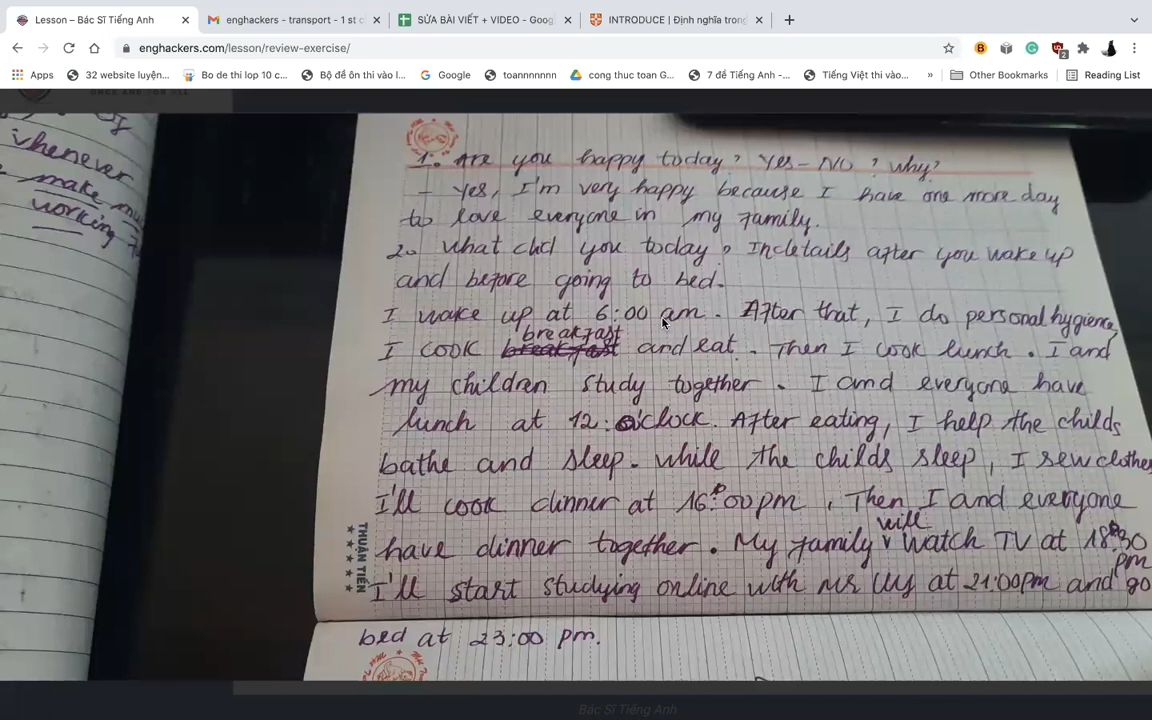 Lesson – Bác Sĩ Tiếng Anh
enghackers - transport - 1 st c
SỬA BÀI VIẾT + VIDEO - Goog
INTRODUCE | Định nghĩa trong
enghackers.com/lesson/review-exercise/
2
Apps
32 website luyện...
Bo de thi lop 10 c...
Bộ đề ôn thi vào l...
Google
toannnnnnn
cong thuc toan G...
7 đề Tiếng Anh -...
Tiếng Việt thi vào...
»
Other Bookmarks
Reading List
ONCE AND FOR ALL
whenever
make
working
1. Are you happy today? Yes - NO ? why?
- Yes, I'm very happy because I have one more day
to love everyone in my family.
2. What did you today? In details after you wake up
and before going to bed.
I wake up at 6:00 am. After that, I do personal hygiene,
breakfast
I cook breakfast and eat. Then I cook lunch. I and
my children study together. I and everyone have
lunch at 12: o'clock. After eating, I help the childs
bathe and sleep. While the childs sleep, I sew clothes
I'll cook dinner at 16:00pm. Then I and everyone
will
have dinner together. My family v watch TV at 18:30
pm
I'll start studying online with Mr Uy at 21:00pm and go
bed at 23:00 pm.
THUẬN TIẾN
Bác Sĩ Tiếng Anh